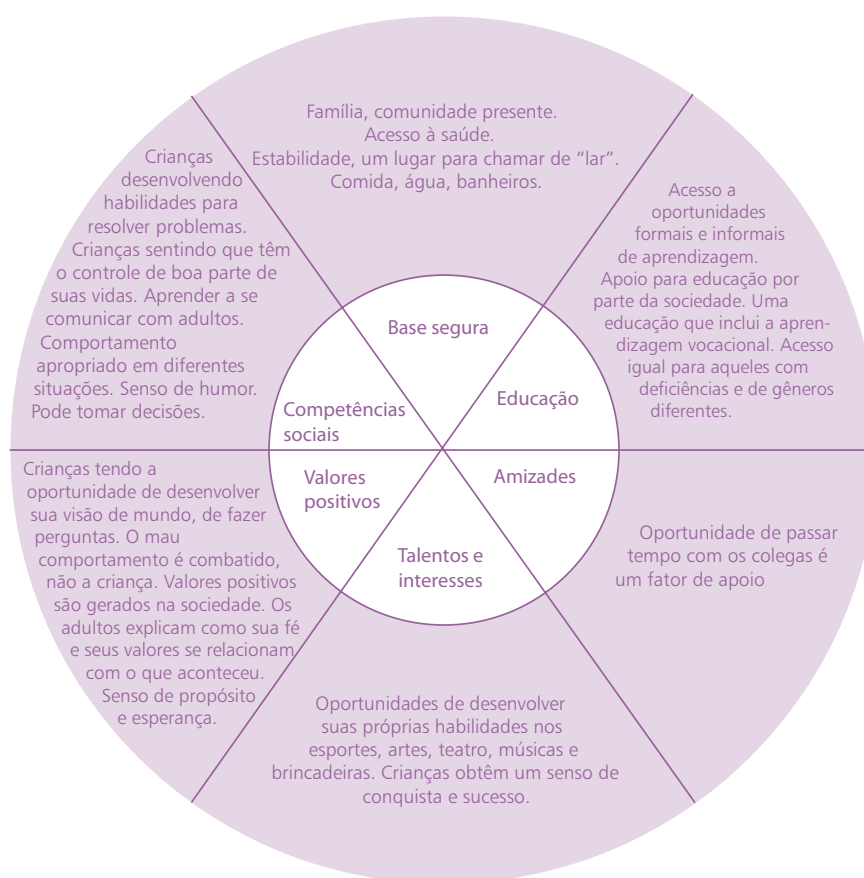 Família, comunidade presente.
Acesso à saúde.
Estabilidade, um lugar para chamar de “lar”.
Comida, água, banheiros.
Base segura
Acesso a
oportunidades
formais e informais
de aprendizagem.
Apoio para educação por
parte da sociedade. Uma
educação que inclui a apren-
dizagem vocacional. Acesso
igual para aqueles com
deficiências e de gêneros
diferentes.
Educação
Oportunidade de passar
tempo com os colegas é
um fator de apoio
Amizades
Oportunidades de desenvolver
suas próprias habilidades nos
esportes, artes, teatro, músicas e
brincadeiras. Crianças obtêm um senso de
conquista e sucesso.
Talentos e
interesses
Crianças tendo a
oportunidade de desenvolver
sua visão de mundo, de fazer
perguntas. O mau
comportamento é combatido,
não a criança. Valores positivos
são gerados na sociedade. Os
adultos explicam como sua fé
e seus valores se relacionam
com o que aconteceu.
Senso de propósito
e esperança.
Valores
positivos
Crianças
desenvolvendo
habilidades para
resolver problemas.
Crianças sentindo que têm
o controle de boa parte de
suas vidas. Aprender a se
comunicar com adultos.
Comportamento
apropriado em diferentes
situações. Senso de humor.
Pode tomar decisões.
Competências
sociais